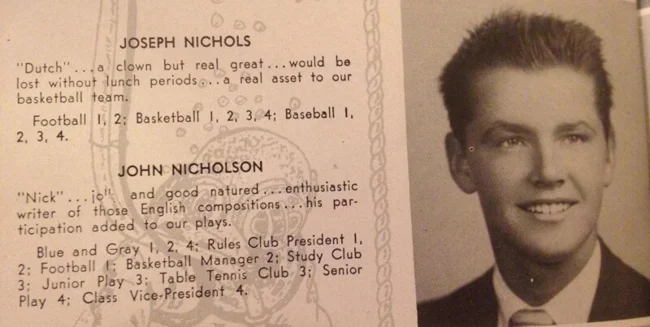 JOSEPH NICHOLS
"Dutch"...a clown but real great...would be
lost without lunch periods...a real asset to our
basketball team.
Football 1, 2; Basketball 1, 2, 3, 4; Baseball 1,
2, 3, 4.
JOHN NICHOLSON
"Nick"... and good natured...enthusiastic
writer of those English compositions...his par-
ticipation added to our plays.
Blue and Gray 1, 2, 4; Rules Club President 1,
2; Football 1; Basketball Manager 2; Study Club
3; Junior Play 3; Table Tennis Club 3; Senior
Play 4; Class Vice-President 4.